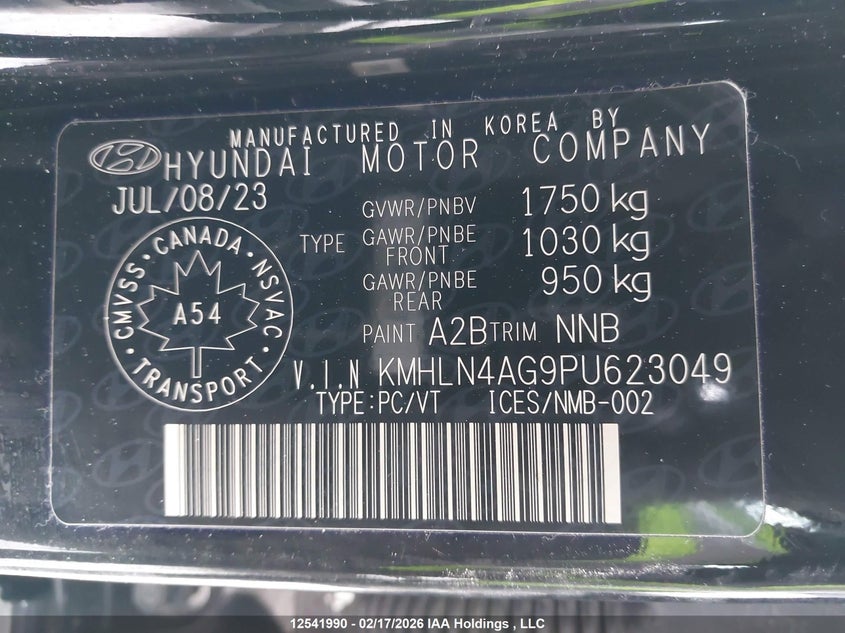 MANUFACTURED IN KOREA BY
HYUNDAI MOTOR COMPANY
JUL/08/23
GVWR/PNBV 1750 kg
TYPE GAWR/PNBE FRONT 1030 kg
GAWR/PNBE REAR 950 kg
CMVSS · CANADA · NSVAC · TRANSPORT ·
A54
PAINT A2B TRIM NNB
V.I.N KMHLN4AG9PU623049
TYPE:PC/VT ICES/NMB-002
12541990 - 02/17/2026 IAA Holdings , LLC